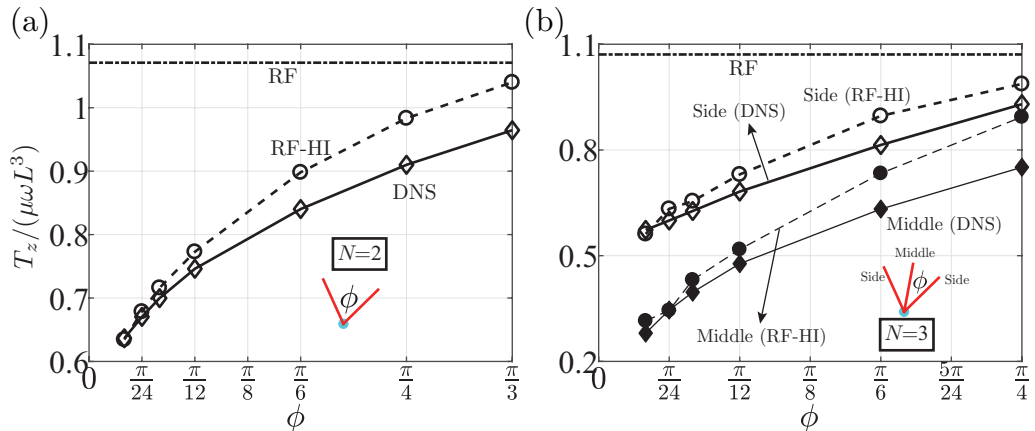 (a)
1.1
1
0.9
0.8
0.7
0.6
T_z/(μωL^3)
RF
RF-HI
DNS
N=2
ϕ
0
π/24
π/12
π/8
π/6
π/4
π/3
ϕ
(b)
1.1
0.8
0.5
0.2
RF
Side (RF-HI)
Side (DNS)
Middle (DNS)
Middle (RF-HI)
Middle
Side
ϕ
Side
N=3
0
π/24
π/12
π/8
π/6
5π/24
π/4
ϕ